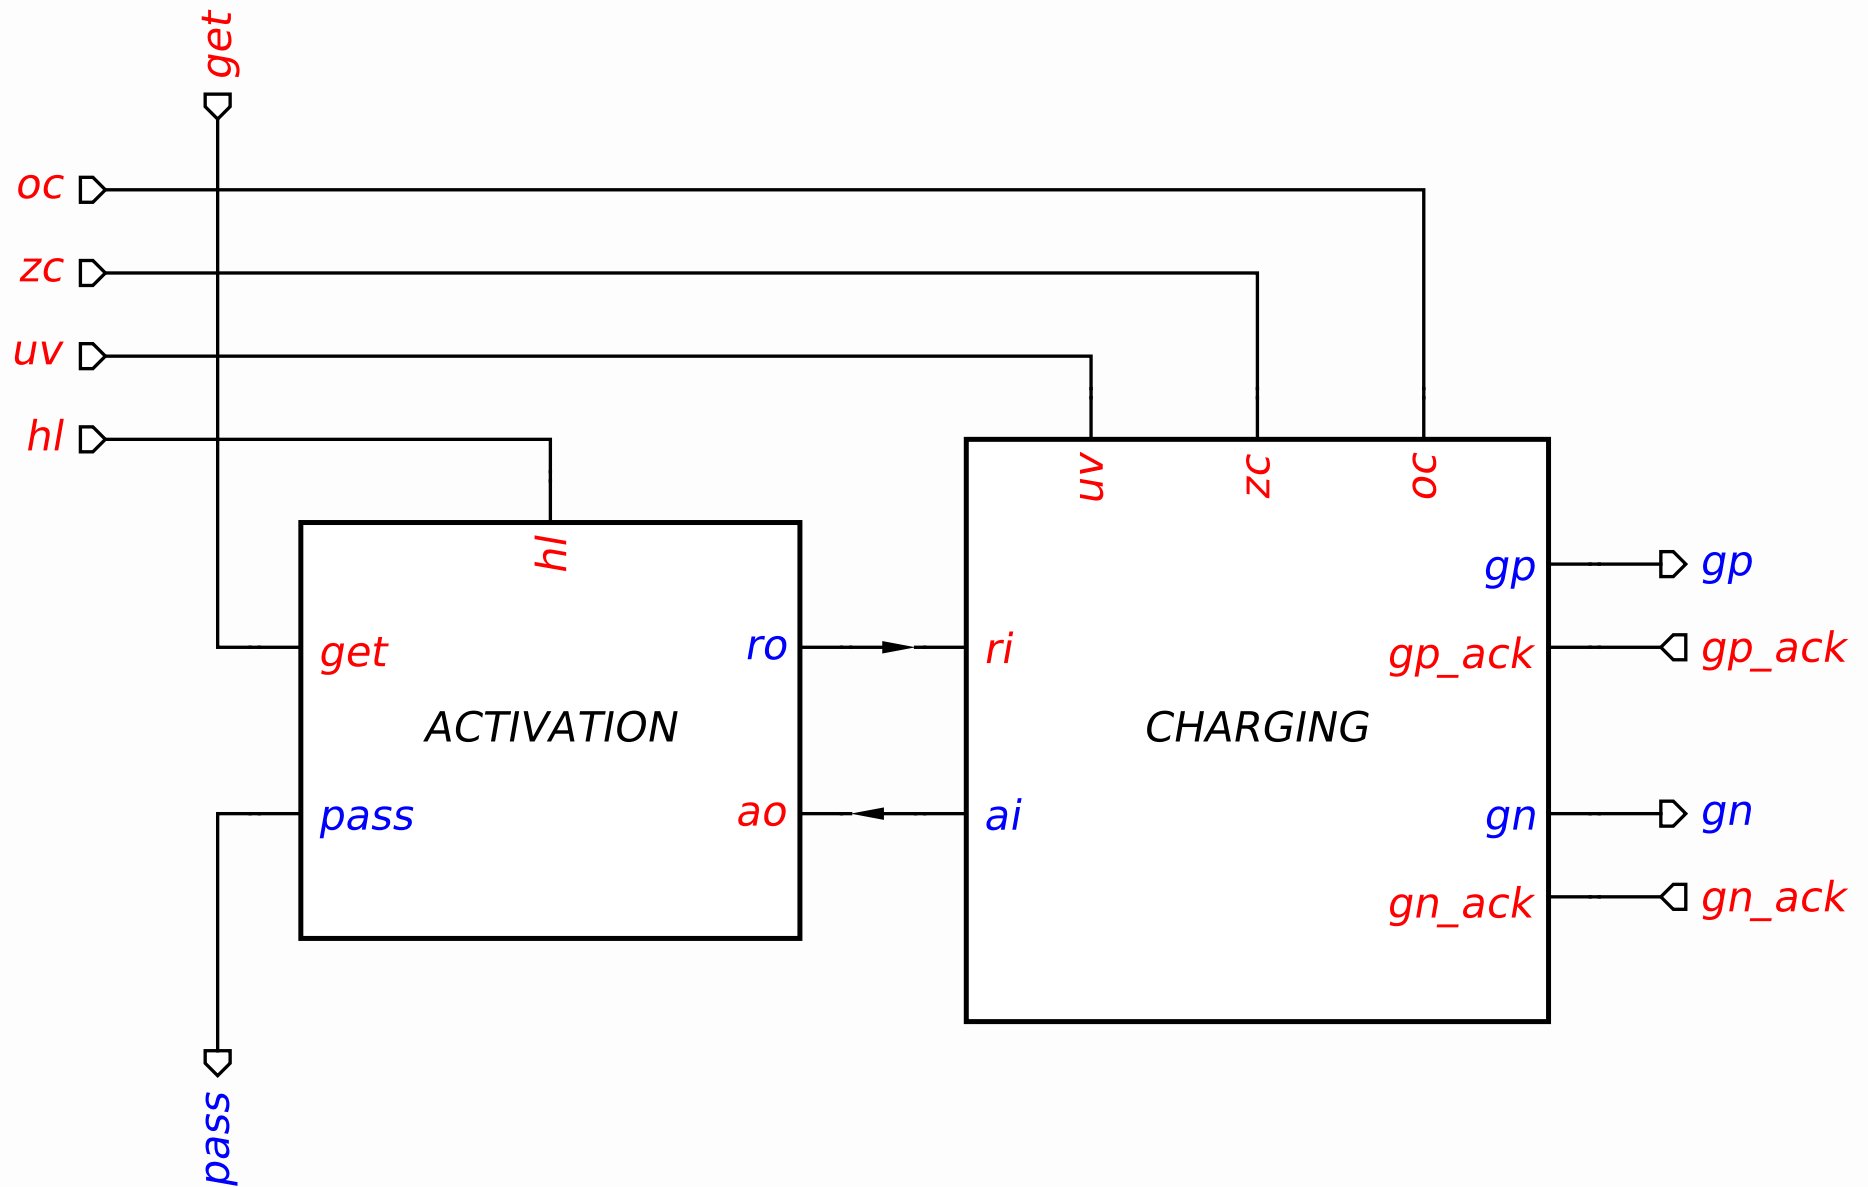 get
oc
zc
uv
hl
uv
zc
oc
hl
gp
gp
get
ro
ri
gp_ack
gp_ack
ACTIVATION
CHARGING
pass
ao
ai
gn
gn
gn_ack
gn_ack
pass